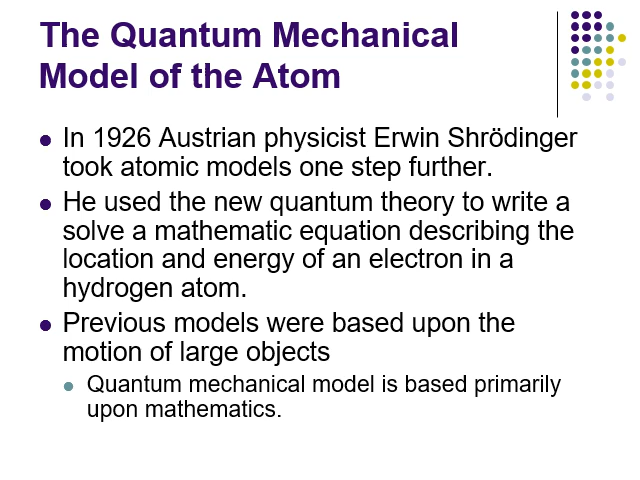 The Quantum Mechanical
Model of the Atom
In 1926 Austrian physicist Erwin Shrödinger
took atomic models one step further.
He used the new quantum theory to write a
solve a mathematic equation describing the
location and energy of an electron in a
hydrogen atom.
Previous models were based upon the
motion of large objects
Quantum mechanical model is based primarily
upon mathematics.